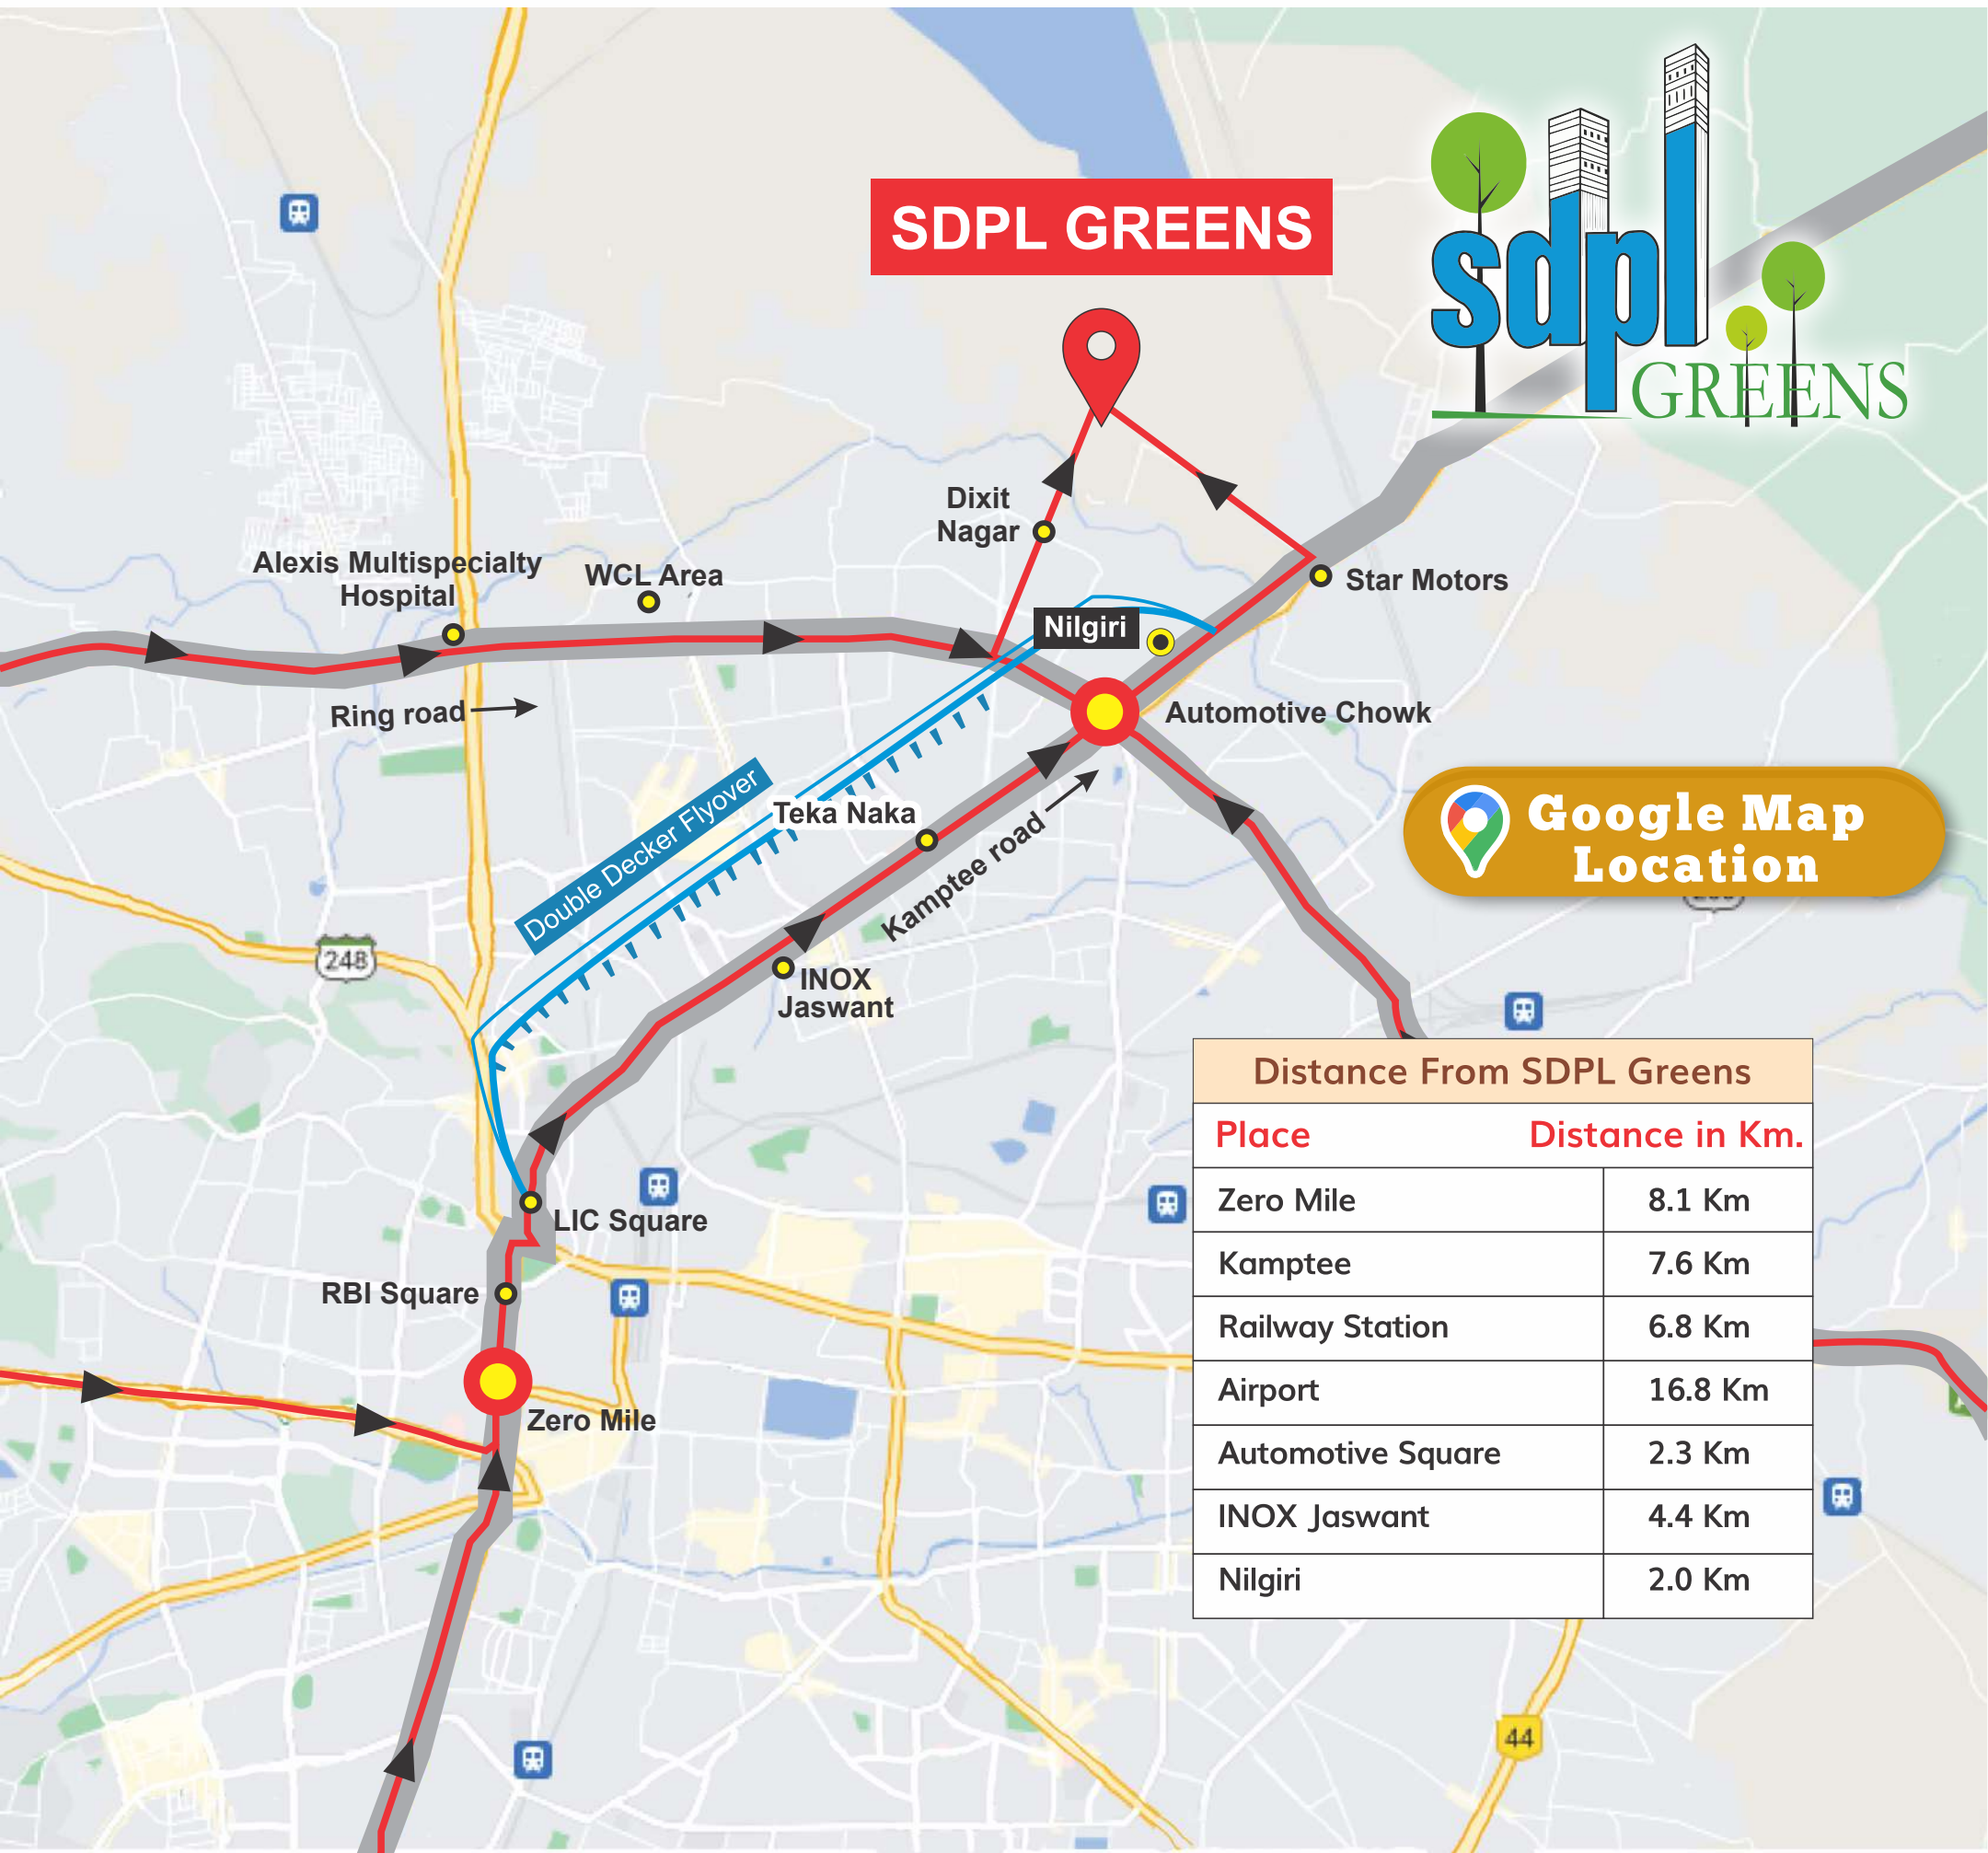 SDPL GREENS
sdpl
GREENS
Dixit
Nagar
Alexis Multispecialty
Hospital
WCL Area
Star Motors
Nilgiri
Ring road
Automotive Chowk
Double Decker Flyover
Teka Naka
Kamptee road
Google Map
Location
248
INOX
Jaswant
LIC Square
RBI Square
Zero Mile
Distance From SDPL Greens
Place Distance in Km.
Zero Mile 8.1 Km
Kamptee 7.6 Km
Railway Station 6.8 Km
Airport 16.8 Km
Automotive Square 2.3 Km
INOX Jaswant 4.4 Km
Nilgiri 2.0 Km
44